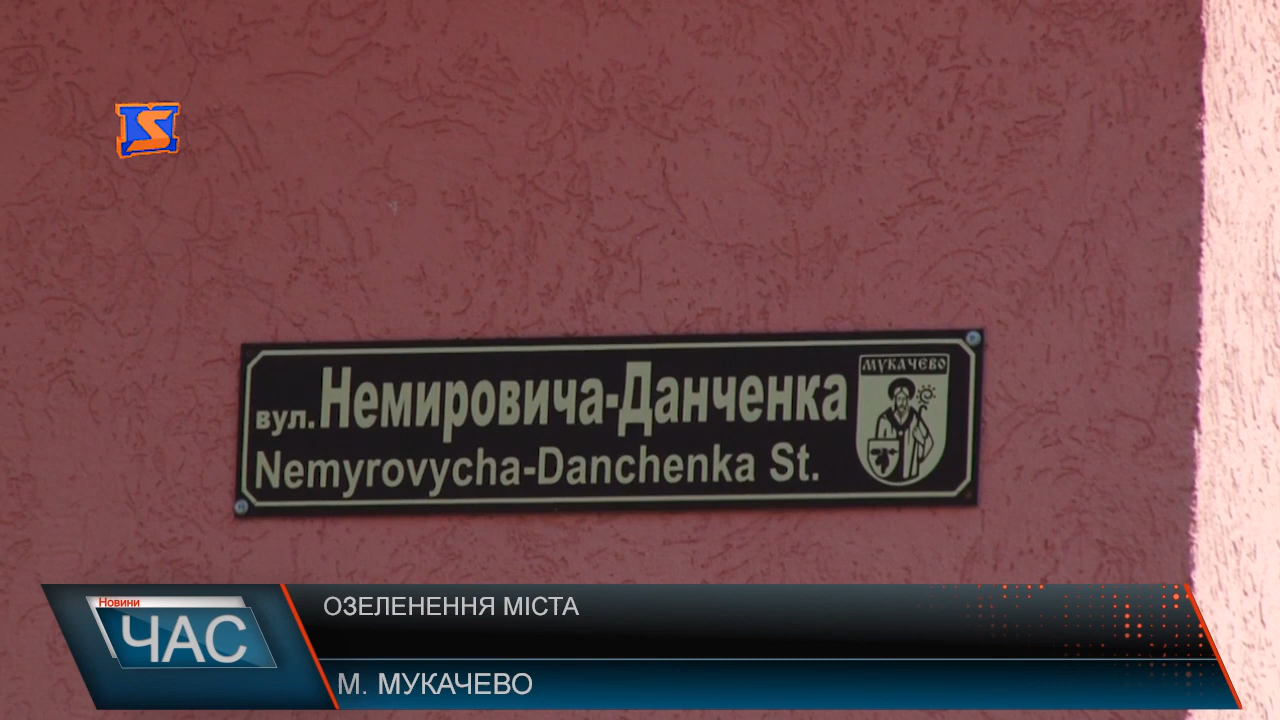 вул. Немировича-Данченка
МУКАЧЕВО
Nemyrovycha-Danchenka St.
Новини
ЧАС
ОЗЕЛЕНЕННЯ МІСТА
М. МУКАЧЕВО